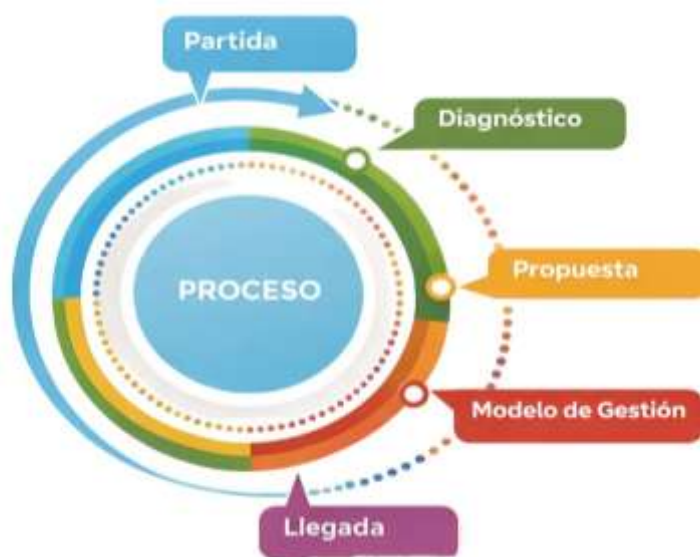 Partida
Diagnóstico
Propuesta
PROCESO
Modelo de Gestión
Llegada